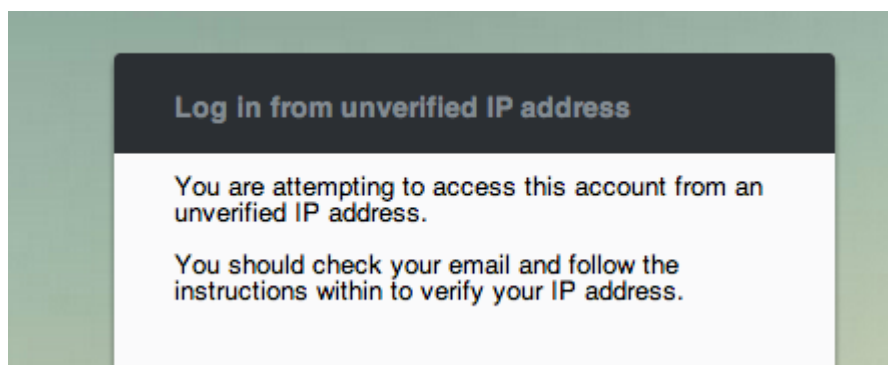 Log in from unverified IP address
You are attempting to access this account from an
unverified IP address.
You should check your email and follow the
instructions within to verify your IP address.